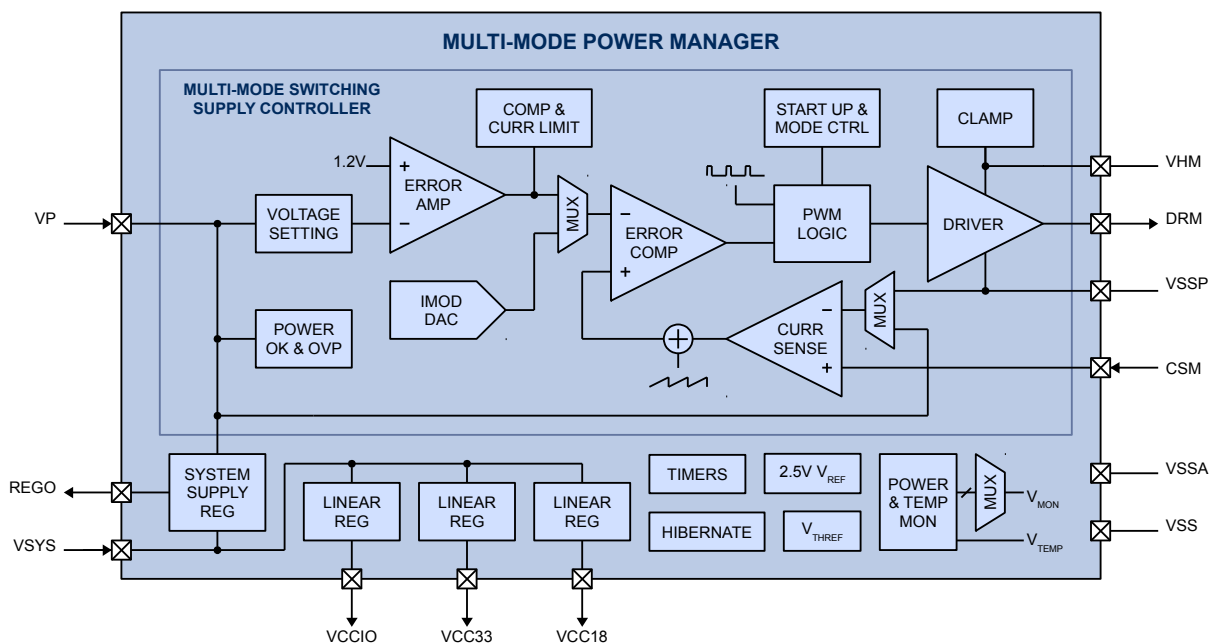 MULTI-MODE POWER MANAGER
MULTI-MODE SWITCHING
SUPPLY CONTROLLER
COMP &
CURR LIMIT
START UP &
MODE CTRL
CLAMP
1.2V
+
ERROR
AMP
−
MUX
VHM
VP
VOLTAGE
SETTING
−
ERROR
COMP
+
PWM
LOGIC
DRIVER
DRM
IMOD
DAC
MUX
VSSP
POWER
OK & OVP
−
CURR
SENSE
+
CSM
SYSTEM
SUPPLY
REG
REGO
VSYS
LINEAR
REG
LINEAR
REG
LINEAR
REG
TIMERS
2.5V VREF
HIBERNATE
VTHREF
POWER
& TEMP
MON
MUX
VMON
VTEMP
VSSA
VSS
VCCIO
VCC33
VCC18